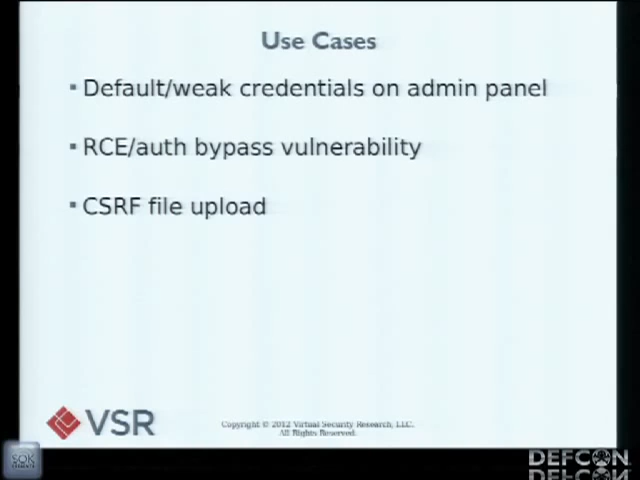 Use Cases
Default/weak credentials on admin panel
RCE/auth bypass vulnerability
CSRF file upload
VSR
Copyright © 2012 Virtual Security Research, LLC.
All Rights Reserved.
SOK
DEFCON